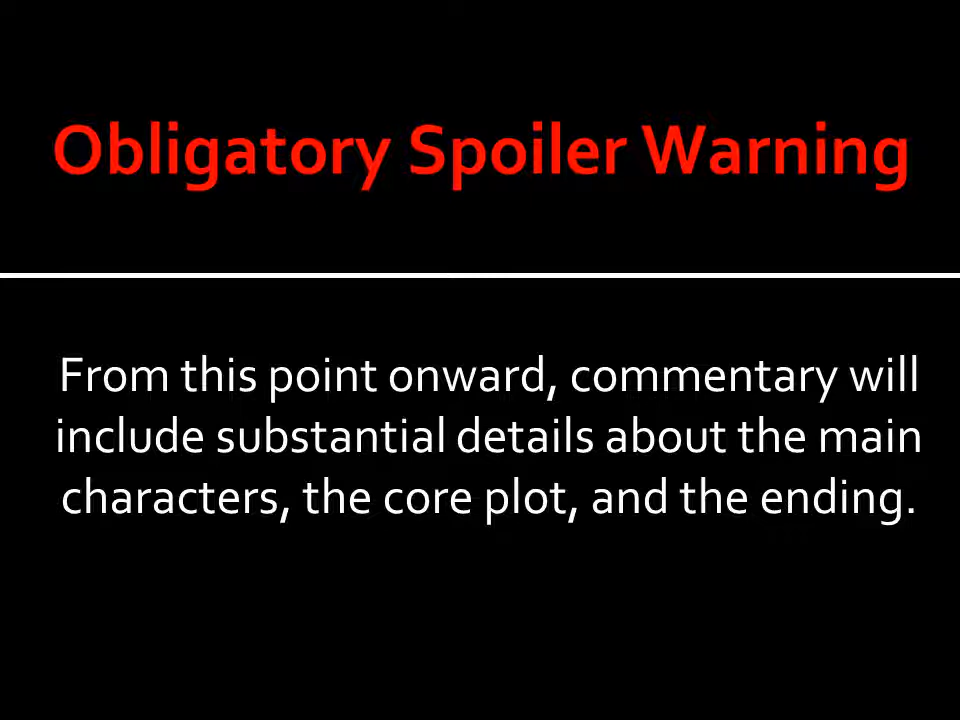 Obligatory Spoiler Warning
From this point onward, commentary will
include substantial details about the main
characters, the core plot, and the ending.